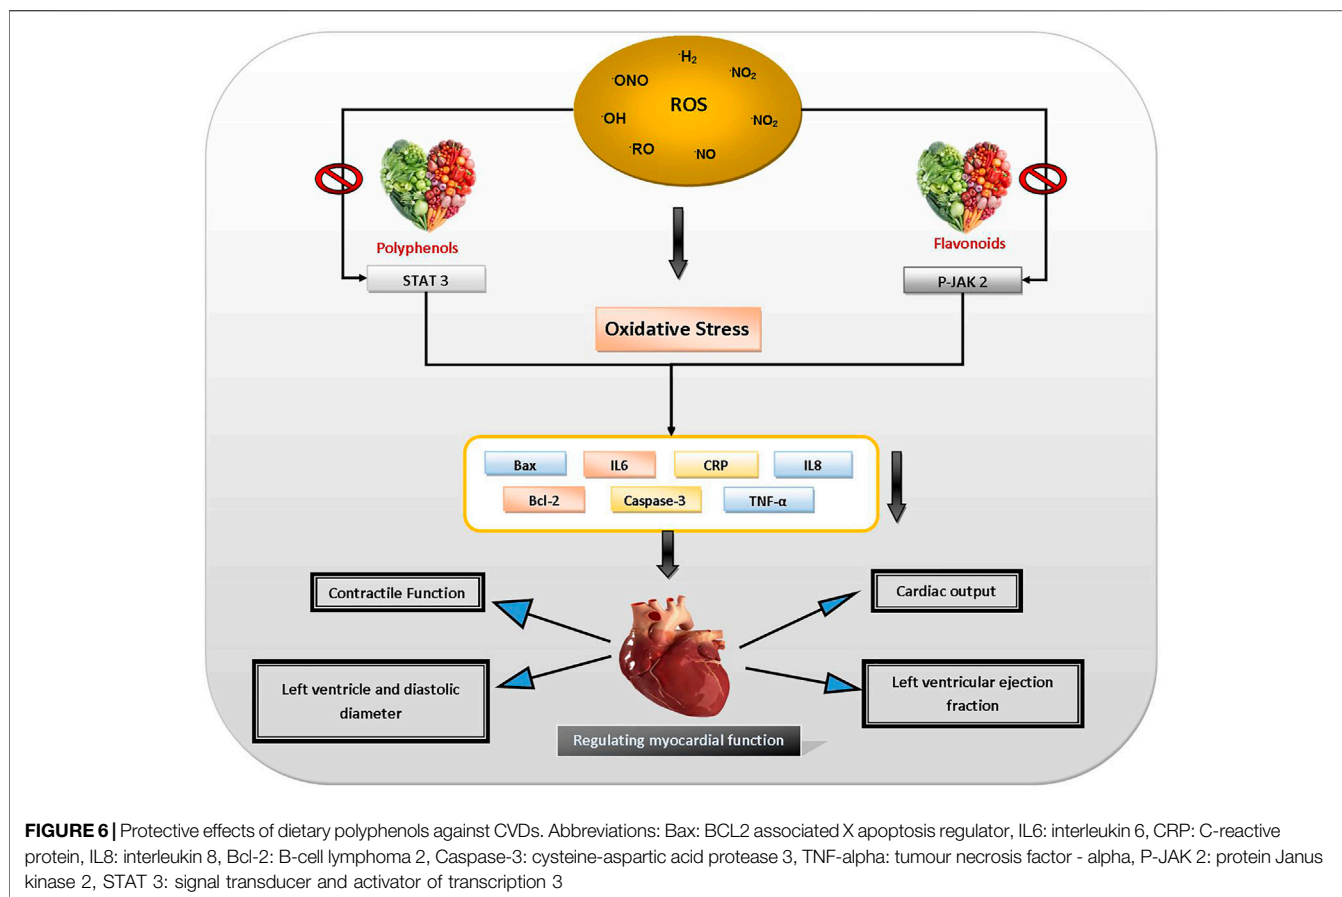 ·H₂
·ONO
·NO₂
ROS
·OH
·NO₂
·RO
·NO
Polyphenols
Flavonoids
STAT 3
P-JAK 2
Oxidative Stress
Bax
IL6
CRP
IL8
Bcl-2
Caspase-3
TNF-α
Contractile Function
Cardiac output
Left ventricle and diastolic
diameter
Left ventricular ejection
fraction
Regulating myocardial function
FIGURE 6 | Protective effects of dietary polyphenols against CVDs. Abbreviations: Bax: BCL2 associated X apoptosis regulator, IL6: interleukin 6, CRP: C-reactive
protein, IL8: interleukin 8, Bcl-2: B-cell lymphoma 2, Caspase-3: cysteine-aspartic acid protease 3, TNF-alpha: tumour necrosis factor - alpha, P-JAK 2: protein Janus
kinase 2, STAT 3: signal transducer and activator of transcription 3